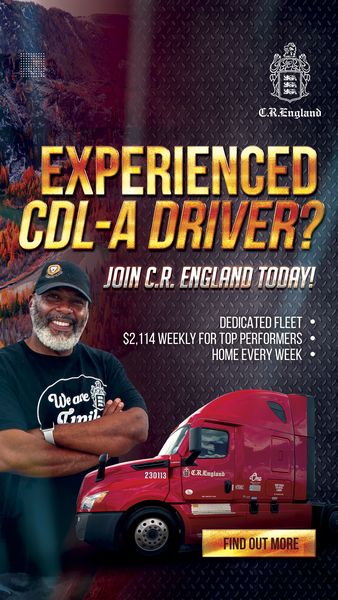 C.R.England
EXPERIENCED
CDL-A DRIVER?
JOIN C.R. ENGLAND TODAY!
DEDICATED FLEET •
$2,114 WEEKLY FOR TOP PERFORMERS •
HOME EVERY WEEK •
We are
230113
C.R.England
FIND OUT MORE